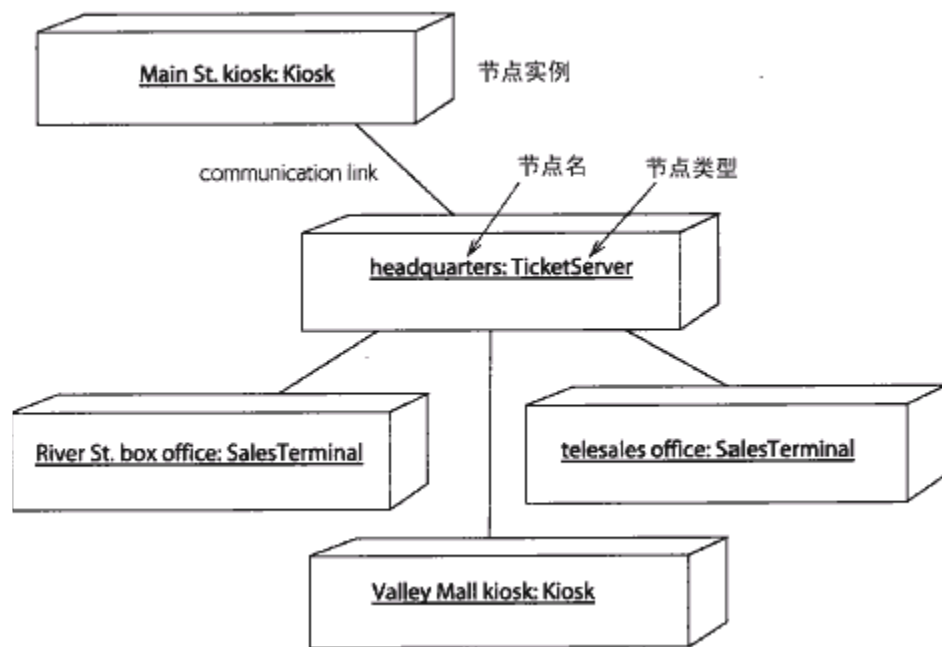 Main St. kiosk: Kiosk
节点实例
communication link
节点名
节点类型
headquarters: TicketServer
River St. box office: SalesTerminal
telesales office: SalesTerminal
Valley Mall kiosk: Kiosk